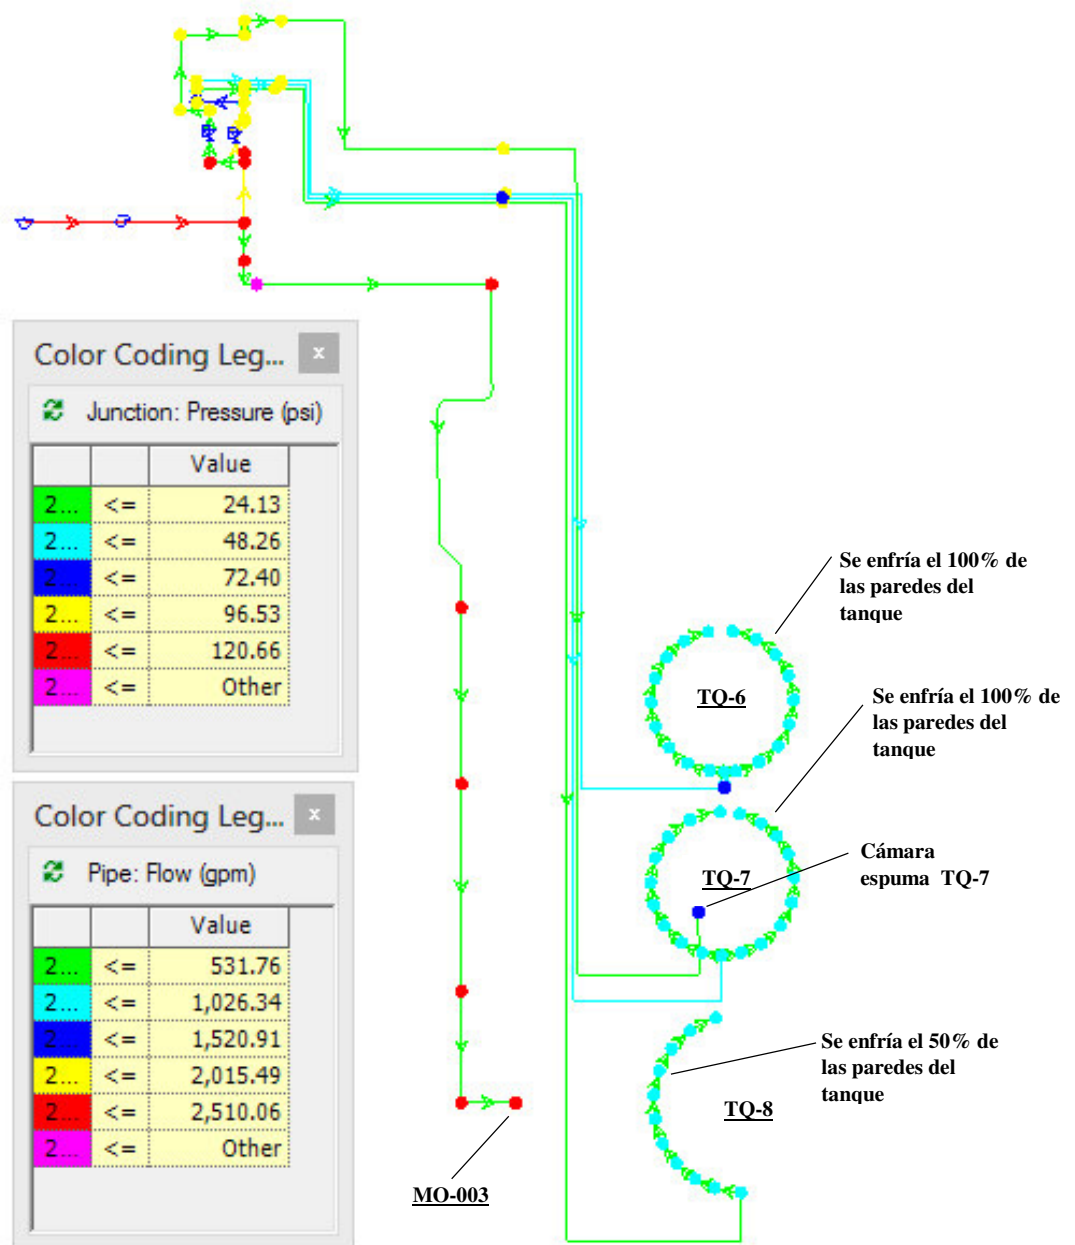 Color Coding Leg... x
Junction: Pressure (psi)
Value
2... <= 24.13
2... <= 48.26
2... <= 72.40
2... <= 96.53
2... <= 120.66
2... <= Other
Color Coding Leg... x
Pipe: Flow (gpm)
Value
2... <= 531.76
2... <= 1,026.34
2... <= 1,520.91
2... <= 2,015.49
2... <= 2,510.06
2... <= Other
Se enfría el 100% de
las paredes del
tanque
TQ-6
Se enfría el 100% de
las paredes del
tanque
TQ-7
Cámara
espuma TQ-7
Se enfría el 50% de
las paredes del
tanque
TQ-8
MO-003